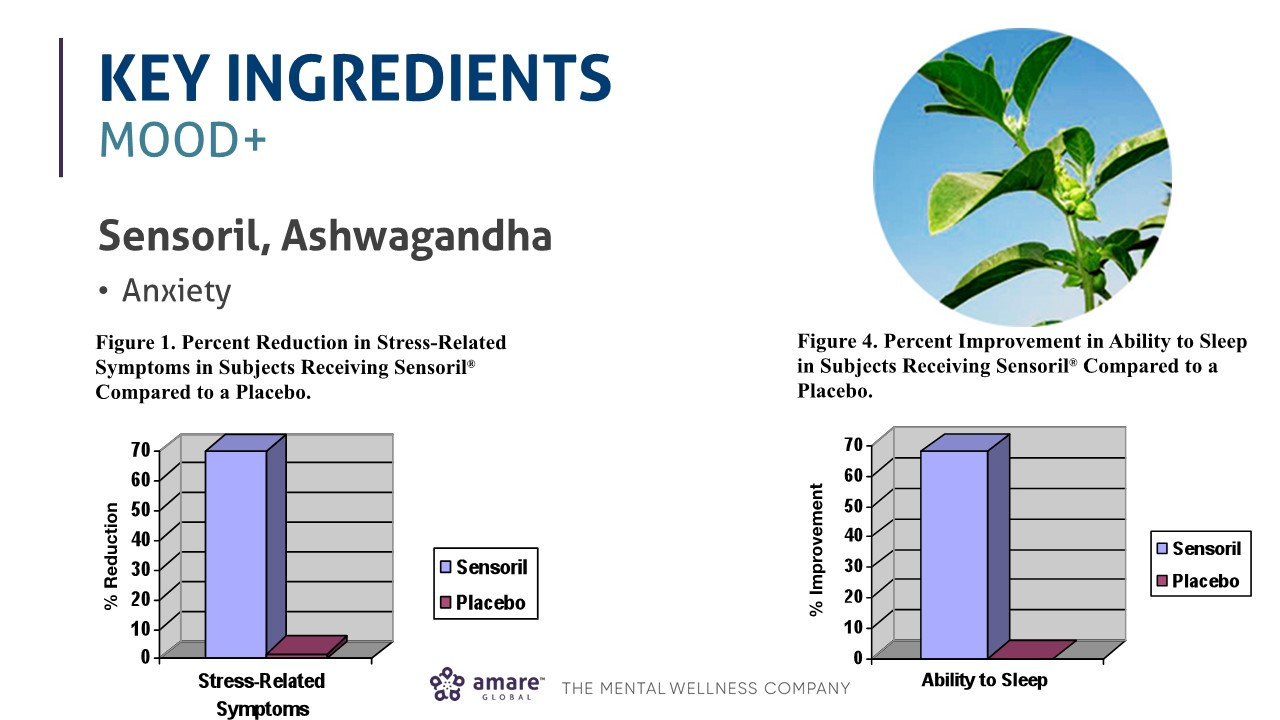 KEY INGREDIENTS
MOOD+
Sensoril, Ashwagandha
• Anxiety
Figure 1. Percent Reduction in Stress-Related
Symptoms in Subjects Receiving Sensoril®
Compared to a Placebo.
% Reduction
70
60
50
40
30
20
10
0
Stress-Related
Symptoms
Sensoril
Placebo
Figure 4. Percent Improvement in Ability to Sleep
in Subjects Receiving Sensoril® Compared to a
Placebo.
% Improvement
70
60
50
40
30
20
10
0
Ability to Sleep
Sensoril
Placebo
amare™
GLOBAL
THE MENTAL WELLNESS COMPANY